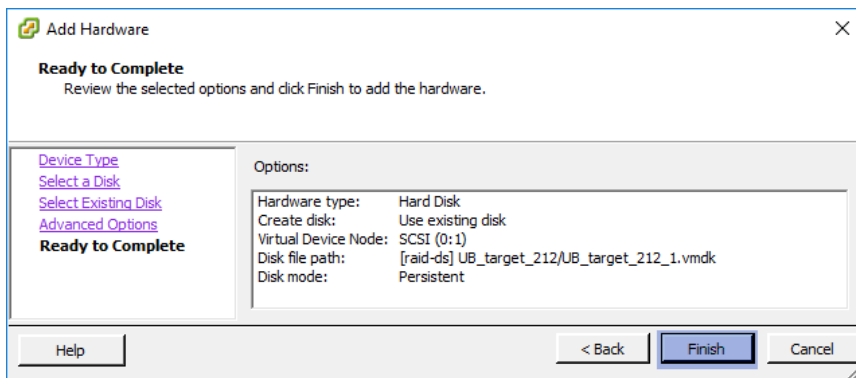 Add Hardware
Ready to Complete
Review the selected options and click Finish to add the hardware.
Device Type
Select a Disk
Select Existing Disk
Advanced Options
Ready to Complete
Options:
Hardware type: Hard Disk
Create disk: Use existing disk
Virtual Device Node: SCSI (0:1)
Disk file path: [raid-ds] UB_target_212/UB_target_212_1.vmdk
Disk mode: Persistent
Help < Back Finish Cancel